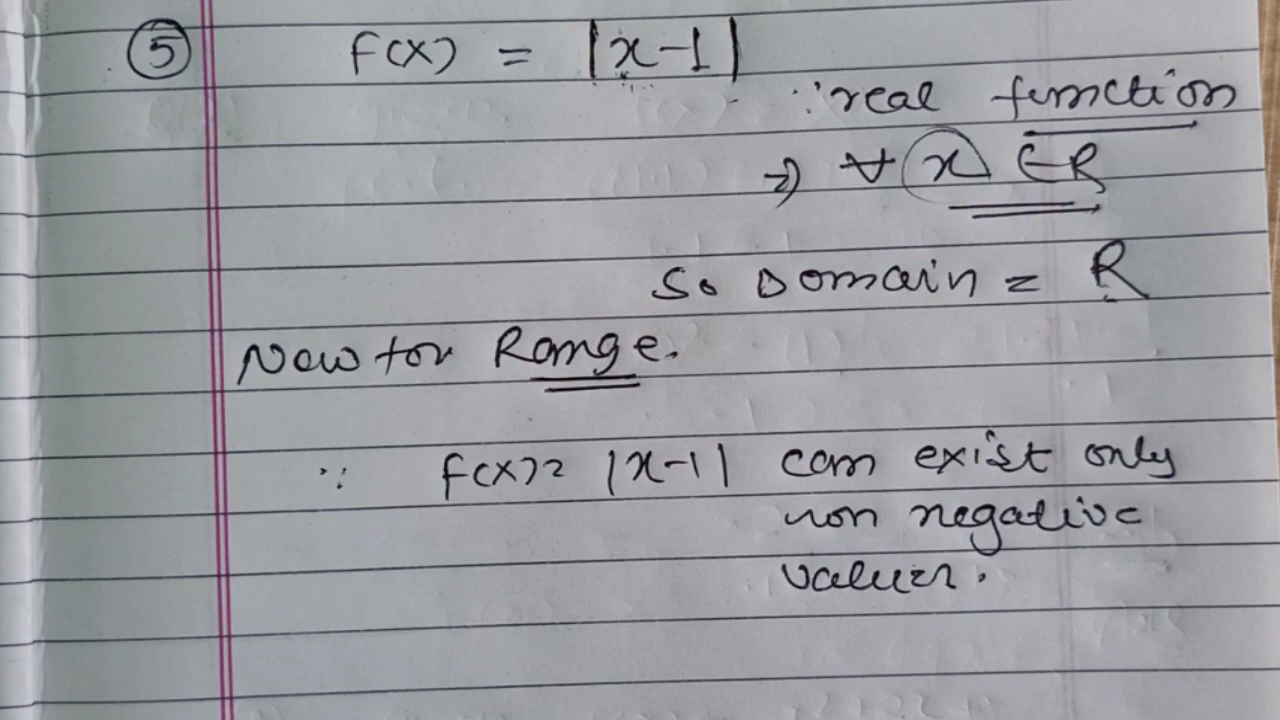 ⑤ f(x) = |x-1|
∵ real function
⇒ ∀ x ∈ R
So Domain = R
Now for Range.
∵ f(x) = |x-1| can exist only
non negative
values.